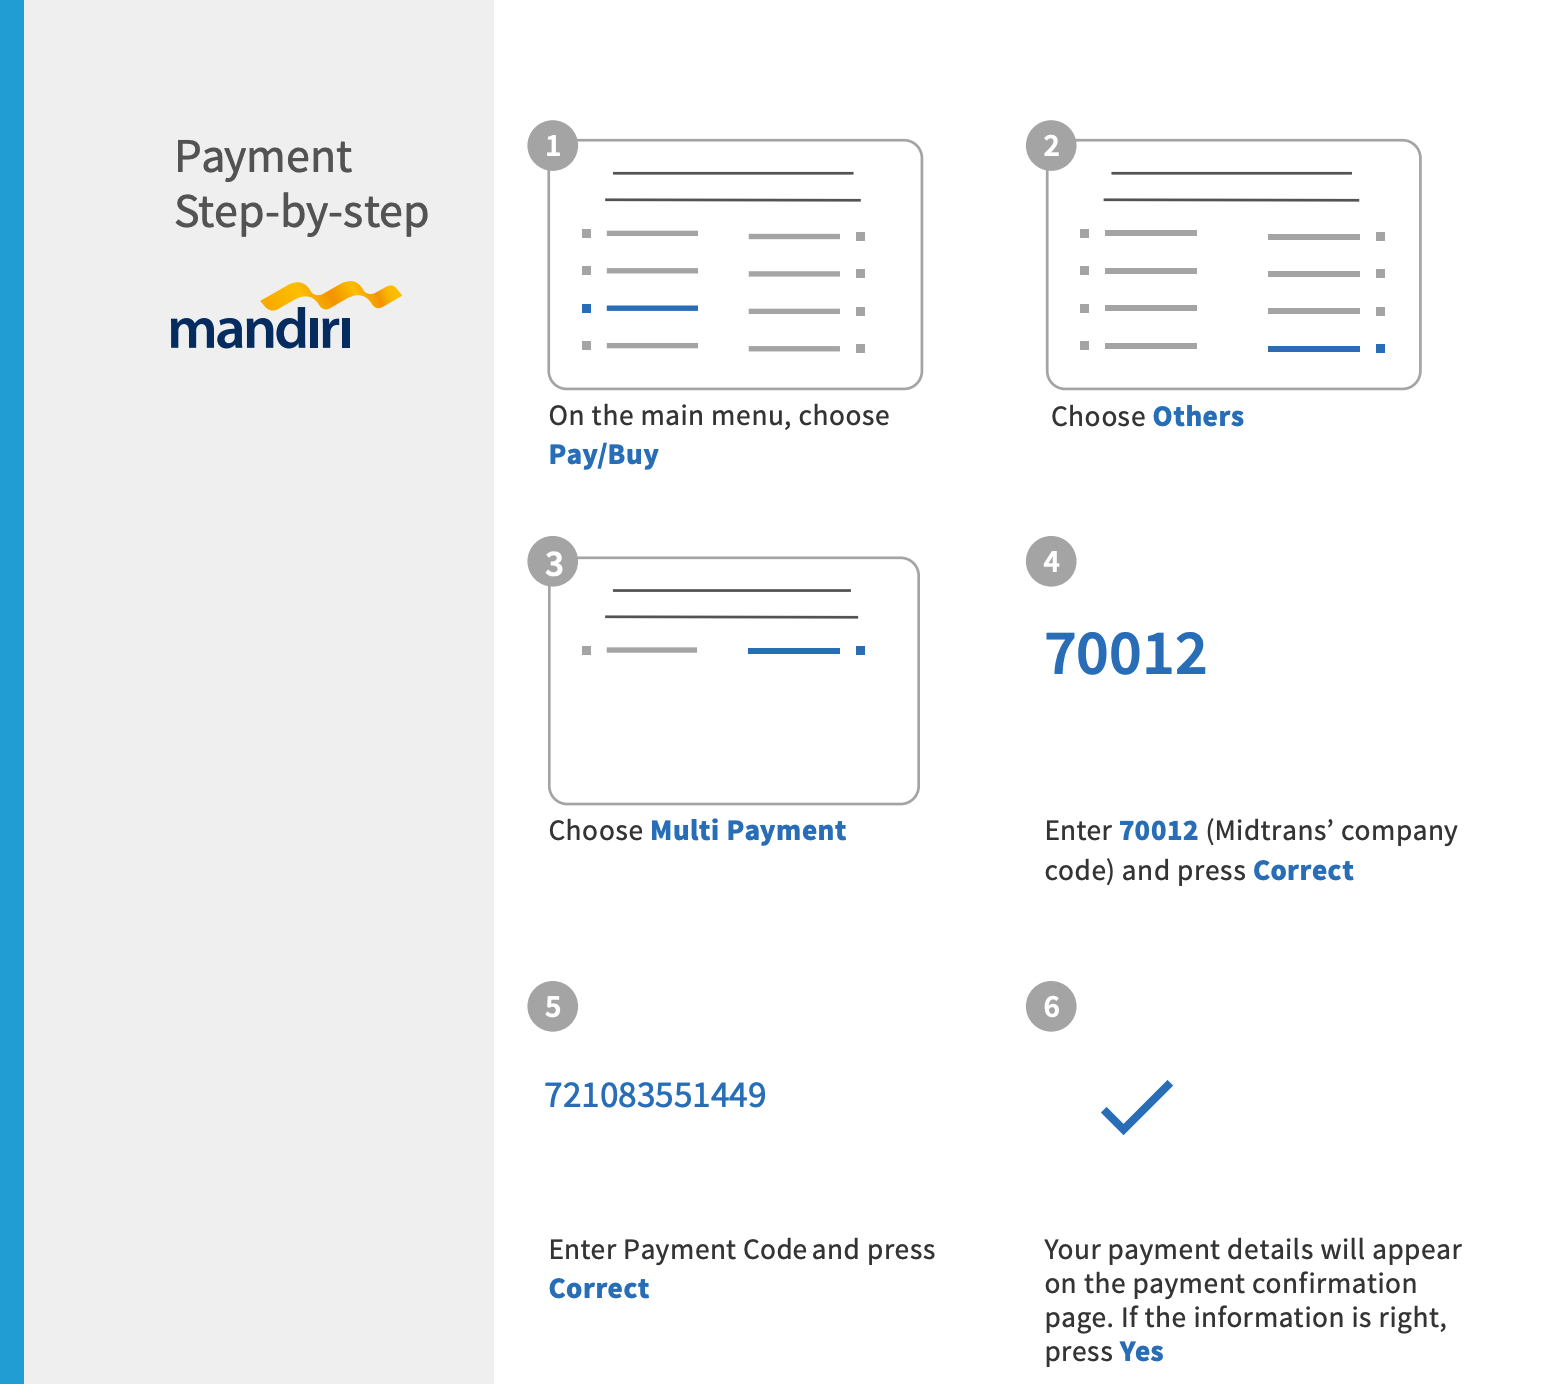 Payment
Step-by-step
mandiri
1
On the main menu, choose
Pay/Buy
2
Choose Others
3
Choose Multi Payment
4
70012
Enter 70012 (Midtrans’ company
code) and press Correct
5
721083551449
Enter Payment Code and press
Correct
6
Your payment details will appear
on the payment confirmation
page. If the information is right,
press Yes